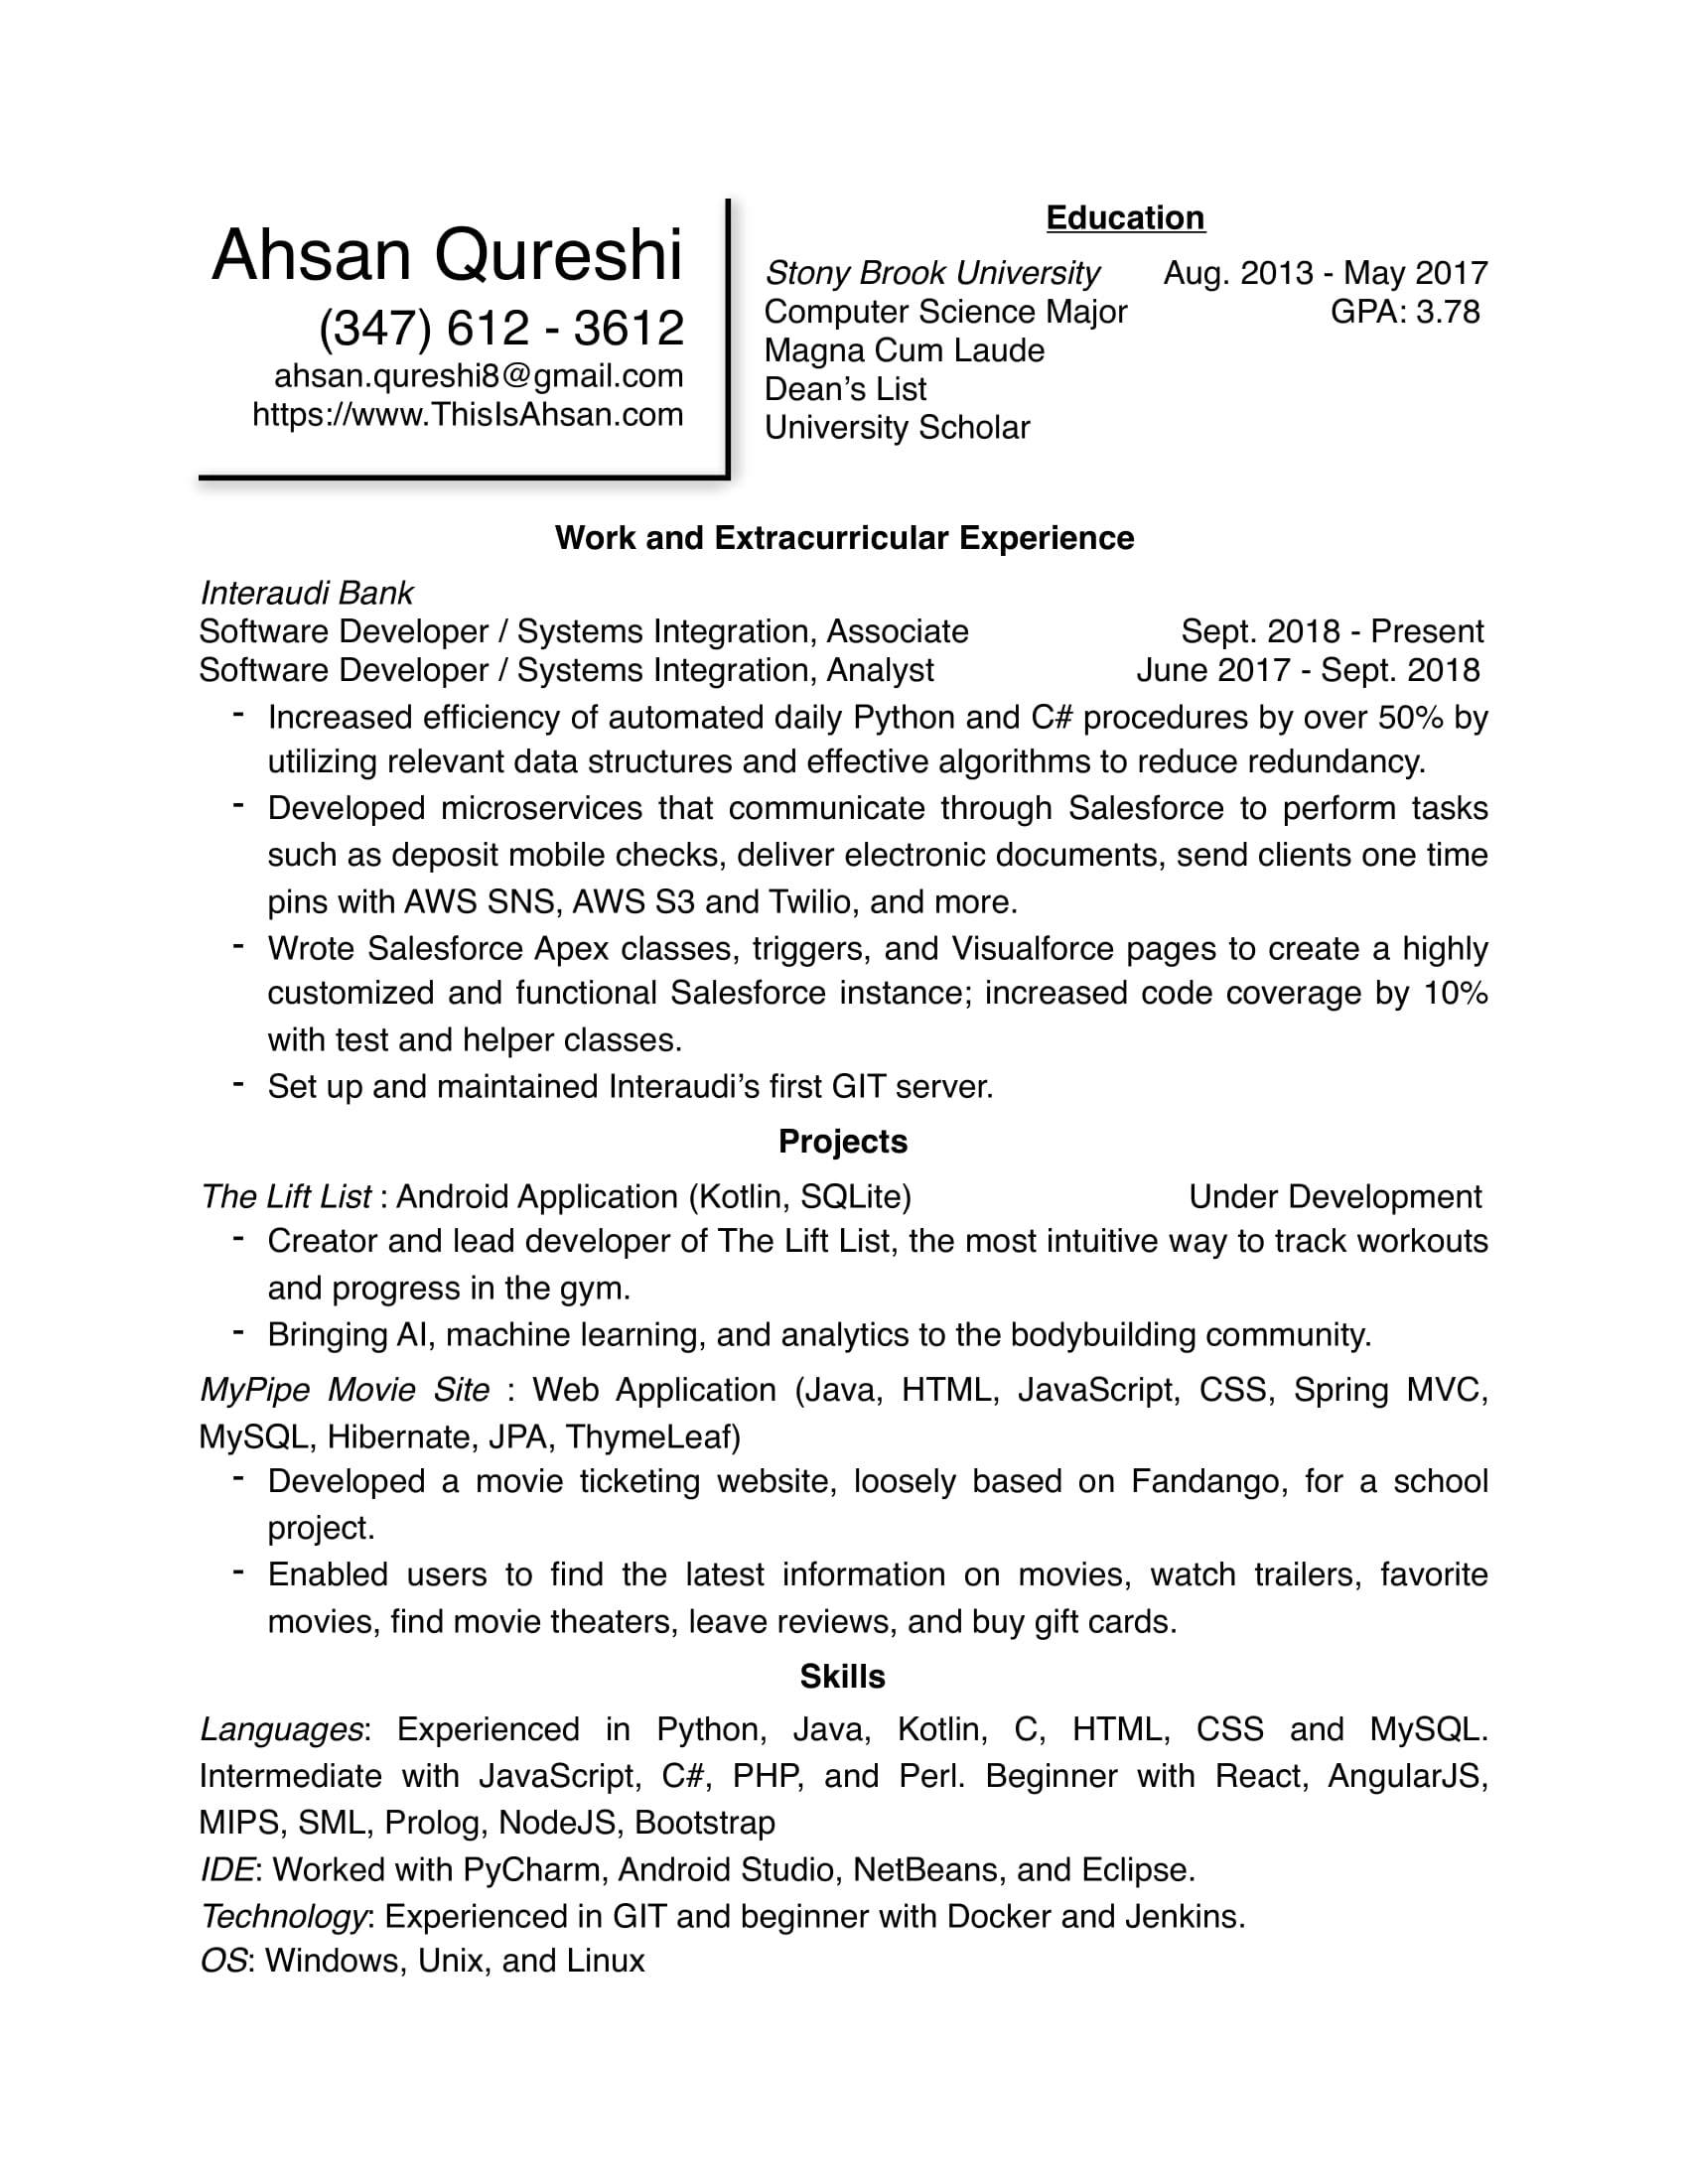 Ahsan Qureshi
(347) 612 - 3612
ahsan.qureshi8@gmail.com
https://www.ThisIsAhsan.com
Education
Stony Brook University Aug. 2013 - May 2017
Computer Science Major GPA: 3.78
Magna Cum Laude
Dean’s List
University Scholar
Work and Extracurricular Experience
Interaudi Bank
Software Developer / Systems Integration, Associate Sept. 2018 - Present
Software Developer / Systems Integration, Analyst June 2017 - Sept. 2018
- Increased efficiency of automated daily Python and C# procedures by over 50% by
utilizing relevant data structures and effective algorithms to reduce redundancy.
- Developed microservices that communicate through Salesforce to perform tasks
such as deposit mobile checks, deliver electronic documents, send clients one time
pins with AWS SNS, AWS S3 and Twilio, and more.
- Wrote Salesforce Apex classes, triggers, and Visualforce pages to create a highly
customized and functional Salesforce instance; increased code coverage by 10%
with test and helper classes.
- Set up and maintained Interaudi’s first GIT server.
Projects
The Lift List : Android Application (Kotlin, SQLite) Under Development
- Creator and lead developer of The Lift List, the most intuitive way to track workouts
and progress in the gym.
- Bringing AI, machine learning, and analytics to the bodybuilding community.
MyPipe Movie Site : Web Application (Java, HTML, JavaScript, CSS, Spring MVC,
MySQL, Hibernate, JPA, ThymeLeaf)
- Developed a movie ticketing website, loosely based on Fandango, for a school
project.
- Enabled users to find the latest information on movies, watch trailers, favorite
movies, find movie theaters, leave reviews, and buy gift cards.
Skills
Languages: Experienced in Python, Java, Kotlin, C, HTML, CSS and MySQL.
Intermediate with JavaScript, C#, PHP, and Perl. Beginner with React, AngularJS,
MIPS, SML, Prolog, NodeJS, Bootstrap
IDE: Worked with PyCharm, Android Studio, NetBeans, and Eclipse.
Technology: Experienced in GIT and beginner with Docker and Jenkins.
OS: Windows, Unix, and Linux